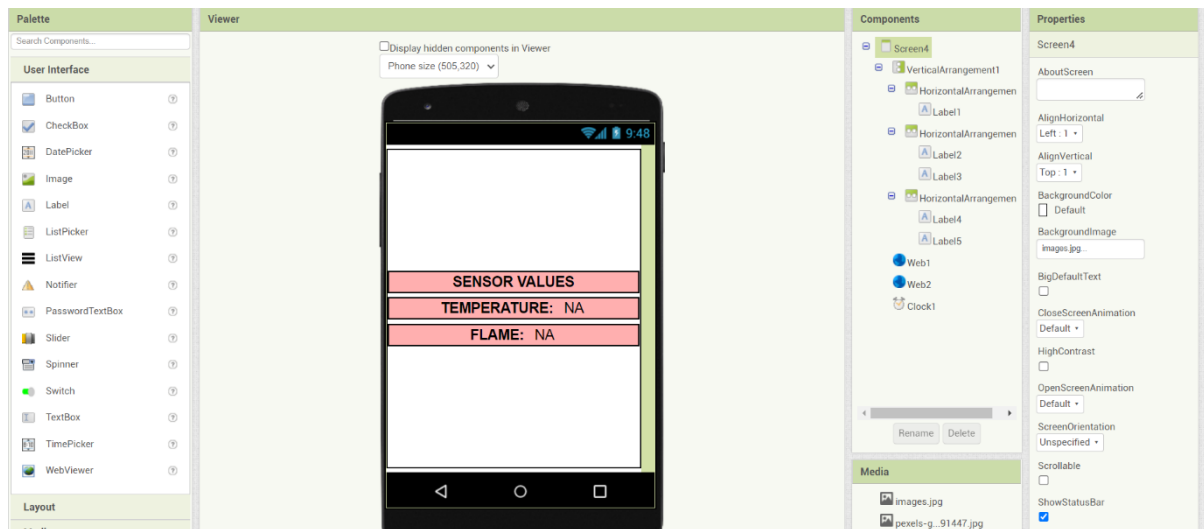 Palette
Search Components...
User Interface
Button
CheckBox
DatePicker
Image
Label
ListPicker
ListView
Notifier
PasswordTextBox
Slider
Spinner
Switch
TextBox
TimePicker
WebViewer
Layout
Viewer
Display hidden components in Viewer
Phone size (505,320)
9:48
SENSOR VALUES
TEMPERATURE: NA
FLAME: NA
Components
Screen4
VerticalArrangement1
HorizontalArrangemen
Label1
HorizontalArrangemen
Label2
Label3
HorizontalArrangemen
Label4
Label5
Web1
Web2
Clock1
Rename Delete
Media
images.jpg
pexels-g...91447.jpg
Properties
Screen4
AboutScreen
AlignHorizontal
Left : 1
AlignVertical
Top : 1
BackgroundColor
Default
BackgroundImage
images.jpg...
BigDefaultText
CloseScreenAnimation
Default
HighContrast
OpenScreenAnimation
Default
ScreenOrientation
Unspecified
Scrollable
ShowStatusBar